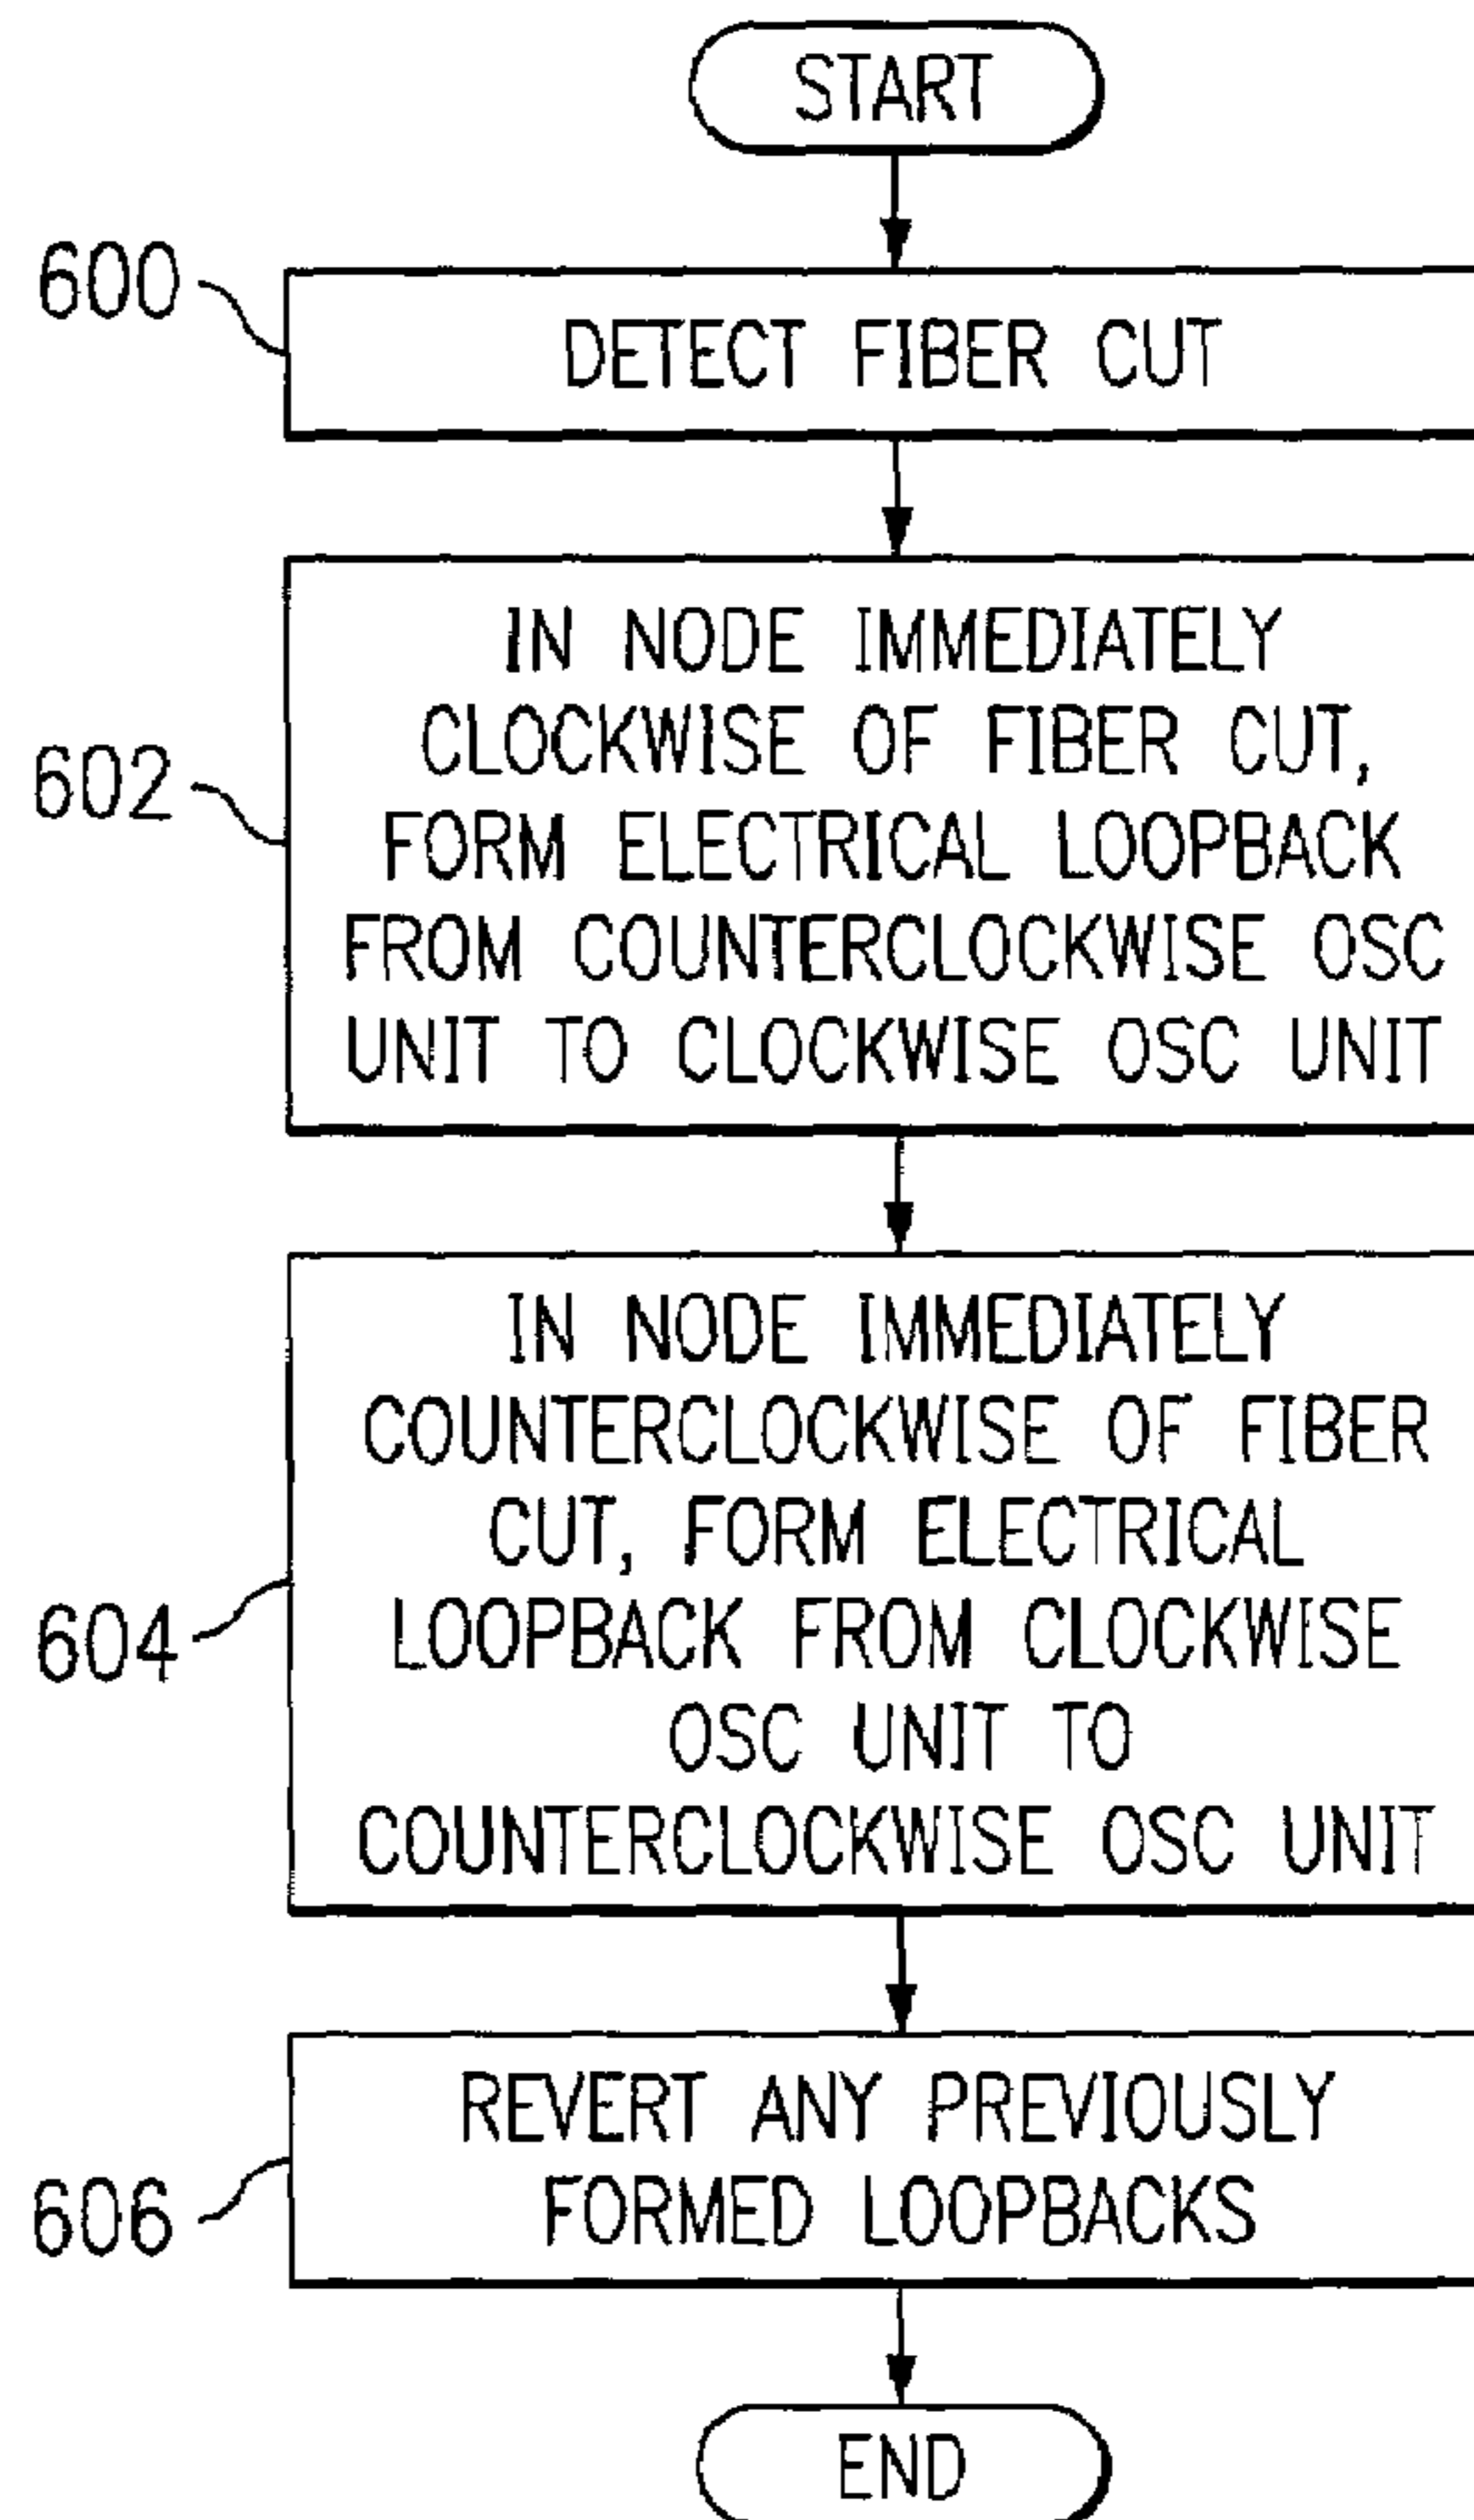 START
600
DETECT FIBER CUT
602
IN NODE IMMEDIATELY
CLOCKWISE OF FIBER CUT,
FORM ELECTRICAL LOOPBACK
FROM COUNTERCLOCKWISE OSC
UNIT TO CLOCKWISE OSC UNIT
604
IN NODE IMMEDIATELY
COUNTERCLOCKWISE OF FIBER
CUT, FORM ELECTRICAL
LOOPBACK FROM CLOCKWISE
OSC UNIT TO
COUNTERCLOCKWISE OSC UNIT
606
REVERT ANY PREVIOUSLY
FORMED LOOPBACKS
END